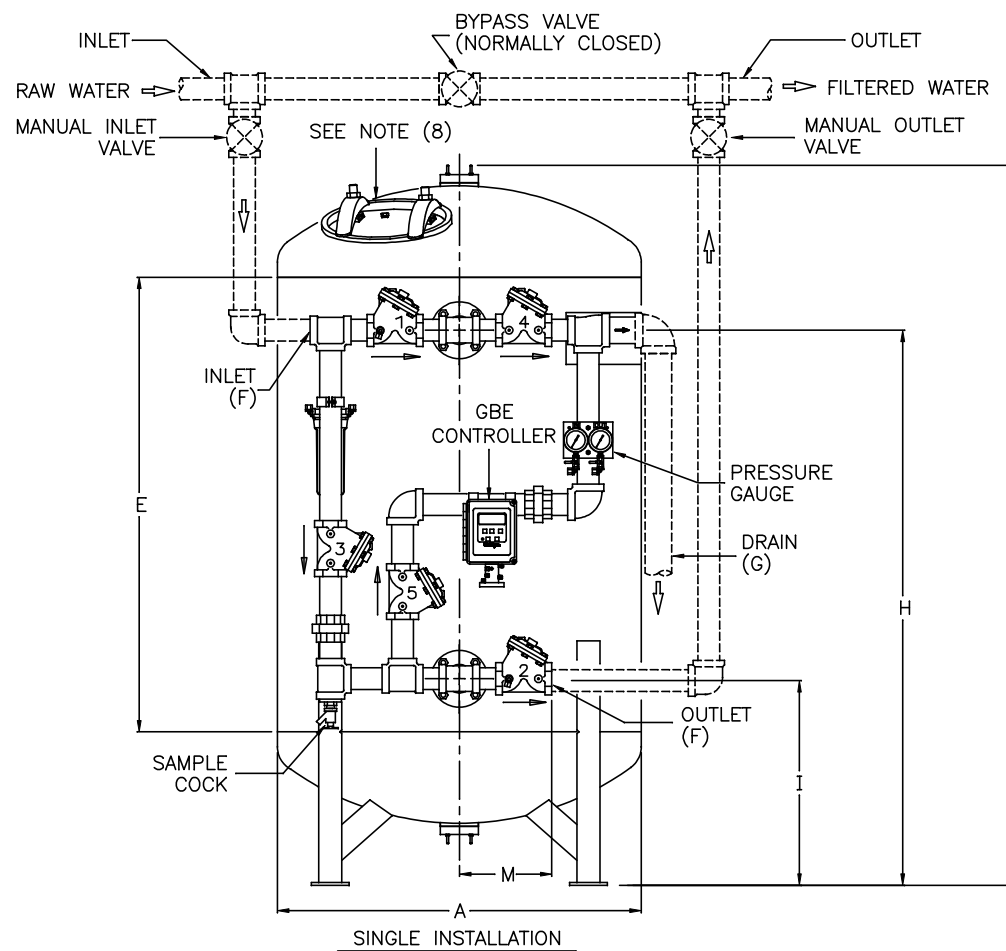 BYPASS VALVE
(NORMALLY CLOSED)
INLET
OUTLET
RAW WATER
FILTERED WATER
MANUAL INLET
VALVE
SEE NOTE (8)
MANUAL OUTLET
VALVE
1
4
INLET
(F)
GBE
CONTROLLER
PRESSURE
GAUGE
E
3
DRAIN
(G)
H
5
2
OUTLET
(F)
SAMPLE
COCK
I
M
A
SINGLE INSTALLATION